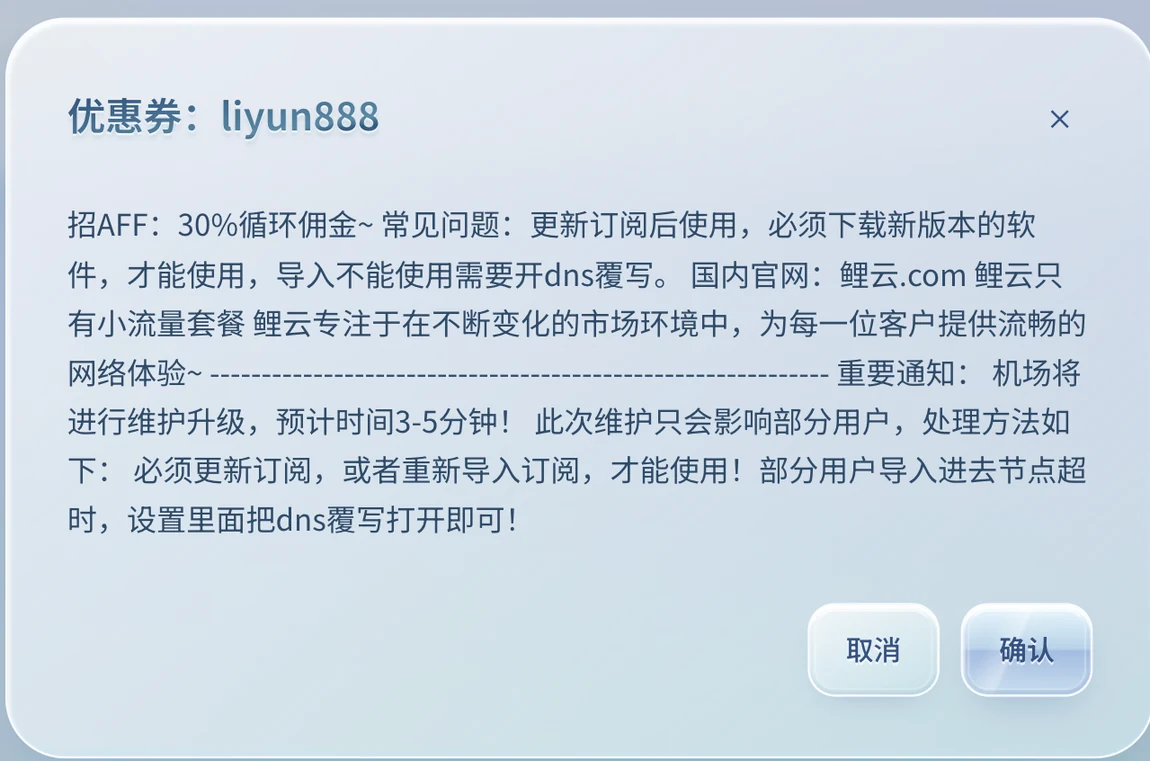 优惠券：liyun888
×
招AFF：30%循环佣金~ 常见问题：更新订阅后使用，必须下载新版本的软
件，才能使用，导入不能使用需要开dns覆写。 国内官网：鲤云.com 鲤云只
有小流量套餐 鲤云专注于在不断变化的市场环境中，为每一位客户提供流畅的
网络体验~ ------------------------------------------------------------ 重要通知： 机场将
进行维护升级，预计时间3-5分钟！ 此次维护只会影响部分用户，处理方法如
下： 必须更新订阅，或者重新导入订阅，才能使用！部分用户导入进去节点超
时，设置里面把dns覆写打开即可！
取消 确认